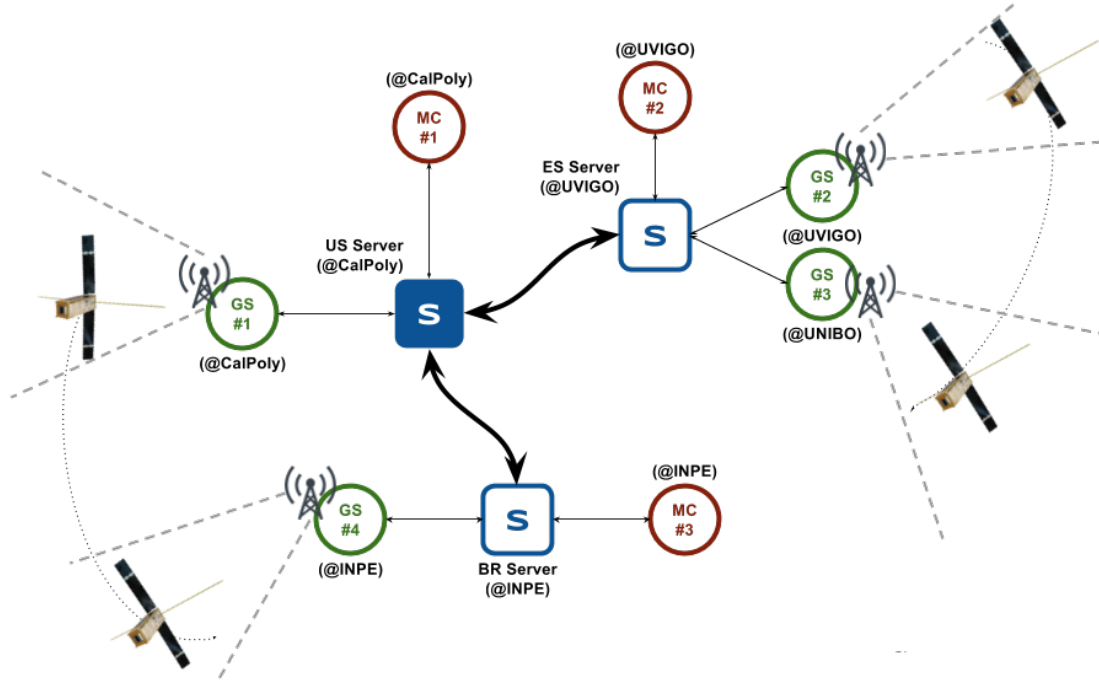 (@CalPoly)
MC
#1
(@UVIGO)
MC
#2
ES Server
(@UVIGO)
S
GS
#2
(@UVIGO)
GS
#3
(@UNIBO)
US Server
(@CalPoly)
S
GS
#1
(@CalPoly)
GS
#4
(@INPE)
S
BR Server
(@INPE)
(@INPE)
MC
#3